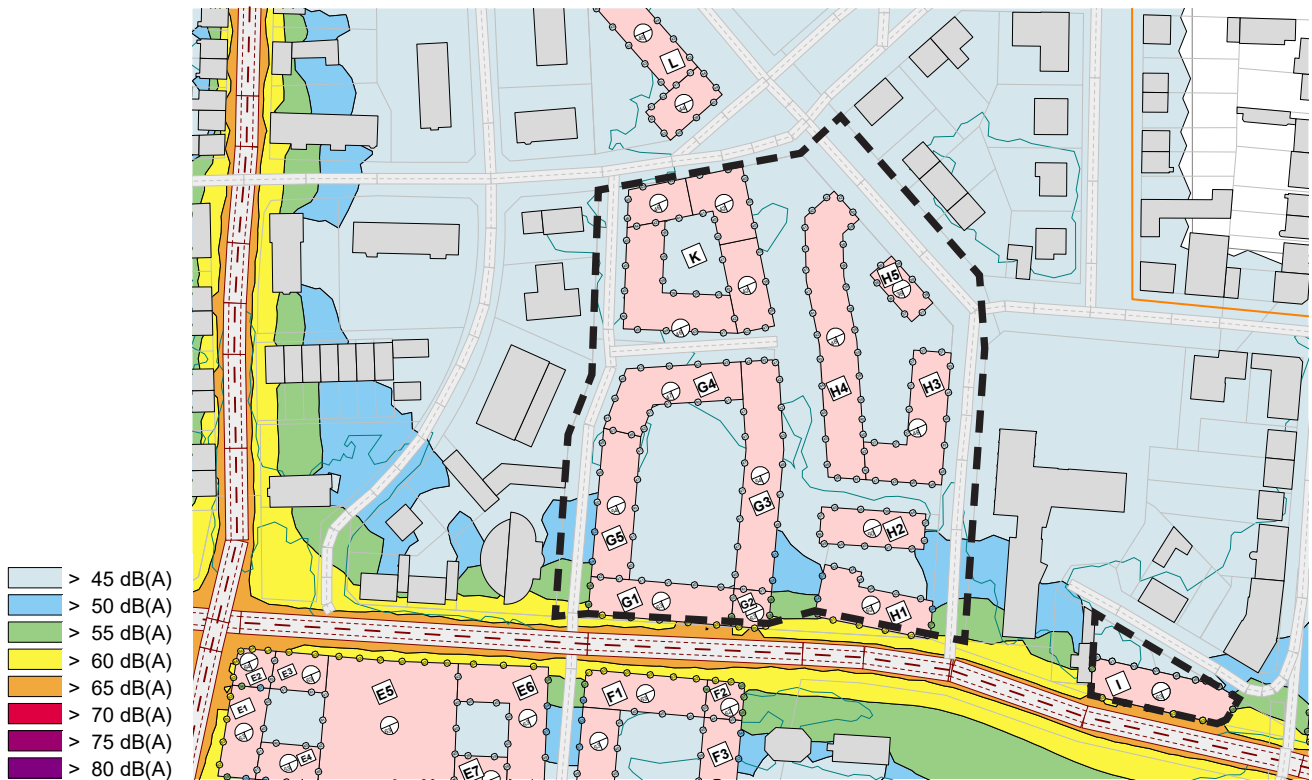 L
K
H5
G4
H4
H3
G3
H2
G5
G1
G2
H1
I
E2
E3
E1
E5
E6
E4
E7
F1
F2
F3
> 45 dB(A)
> 50 dB(A)
> 55 dB(A)
> 60 dB(A)
> 65 dB(A)
> 70 dB(A)
> 75 dB(A)
> 80 dB(A)